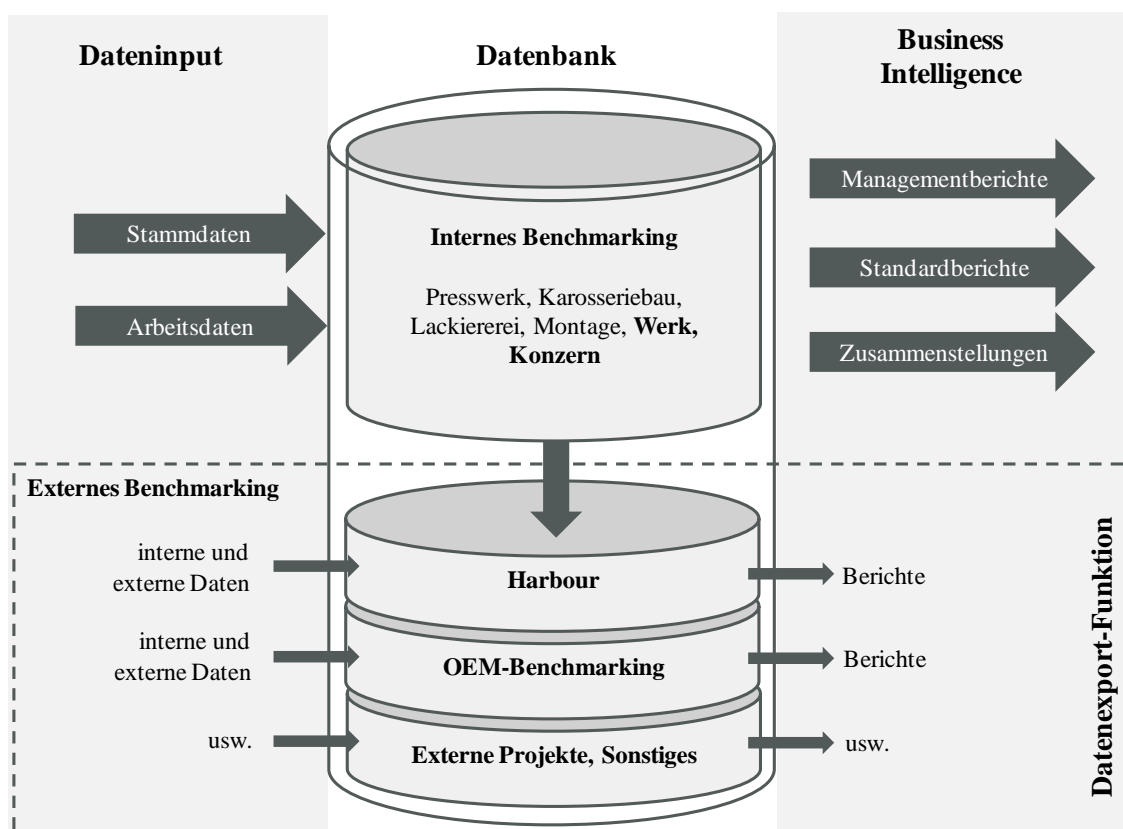 Dateninput
Datenbank
Business
Intelligence
Stammdaten
Arbeitsdaten
Internes Benchmarking
Presswerk, Karosseriebau,
Lackiererei, Montage, Werk,
Konzern
Managementberichte
Standardberichte
Zusammenstellungen
Externes Benchmarking
interne und
externe Daten
Harbour
Berichte
interne und
externe Daten
OEM-Benchmarking
Berichte
usw.
Externe Projekte, Sonstiges
usw.
Datenexport-Funktion